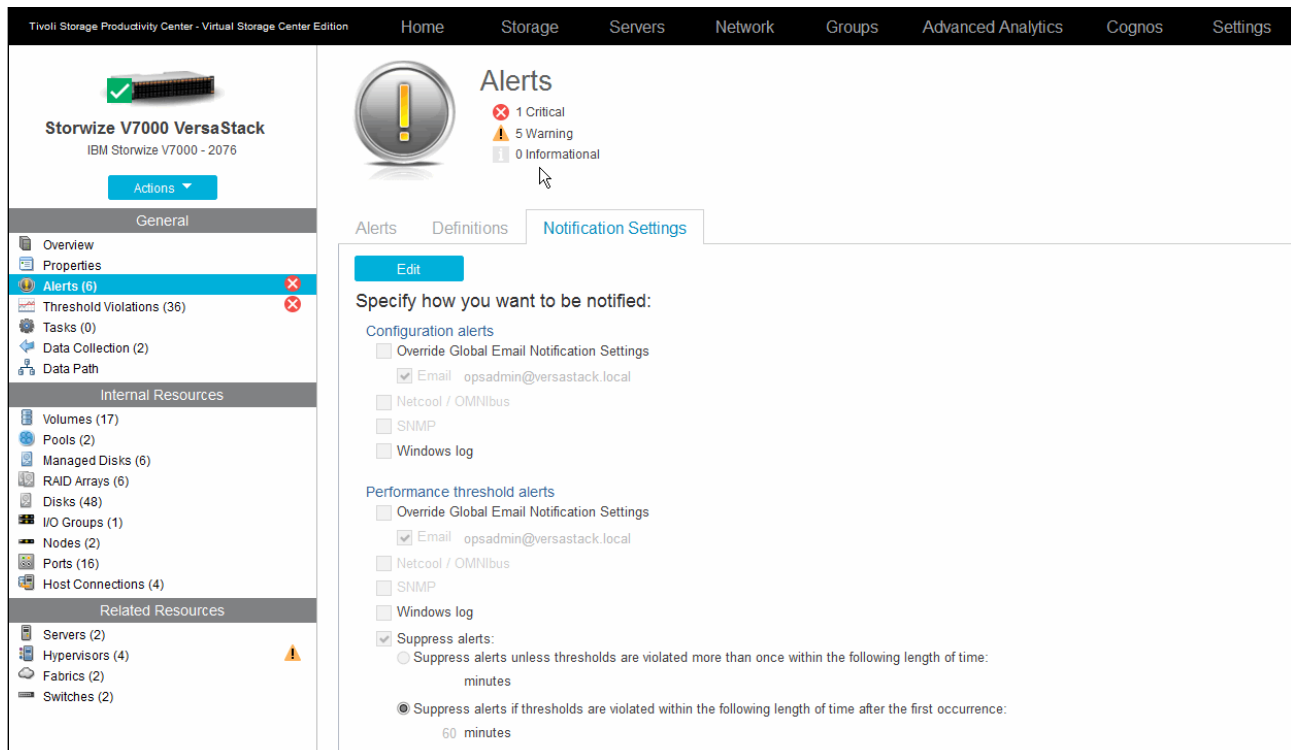 Tivoli Storage Productivity Center - Virtual Storage Center Edition Home Storage Servers Network Groups Advanced Analytics Cognos Settings
Storwize V7000 VersaStack
IBM Storwize V7000 - 2076
Actions
General
Overview
Properties
Alerts (6)
Threshold Violations (36)
Tasks (0)
Data Collection (2)
Data Path
Internal Resources
Volumes (17)
Pools (2)
Managed Disks (6)
RAID Arrays (6)
Disks (48)
I/O Groups (1)
Nodes (2)
Ports (16)
Host Connections (4)
Related Resources
Servers (2)
Hypervisors (4)
Fabrics (2)
Switches (2)
Alerts
1 Critical
5 Warning
0 Informational
Alerts Definitions Notification Settings
Edit
Specify how you want to be notified:
Configuration alerts
Override Global Email Notification Settings
Email opsadmin@versastack.local
Netcool / OMNIbus
SNMP
Windows log
Performance threshold alerts
Override Global Email Notification Settings
Email opsadmin@versastack.local
Netcool / OMNIbus
SNMP
Windows log
Suppress alerts:
Suppress alerts unless thresholds are violated more than once within the following length of time:
minutes
Suppress alerts if thresholds are violated within the following length of time after the first occurrence:
60 minutes